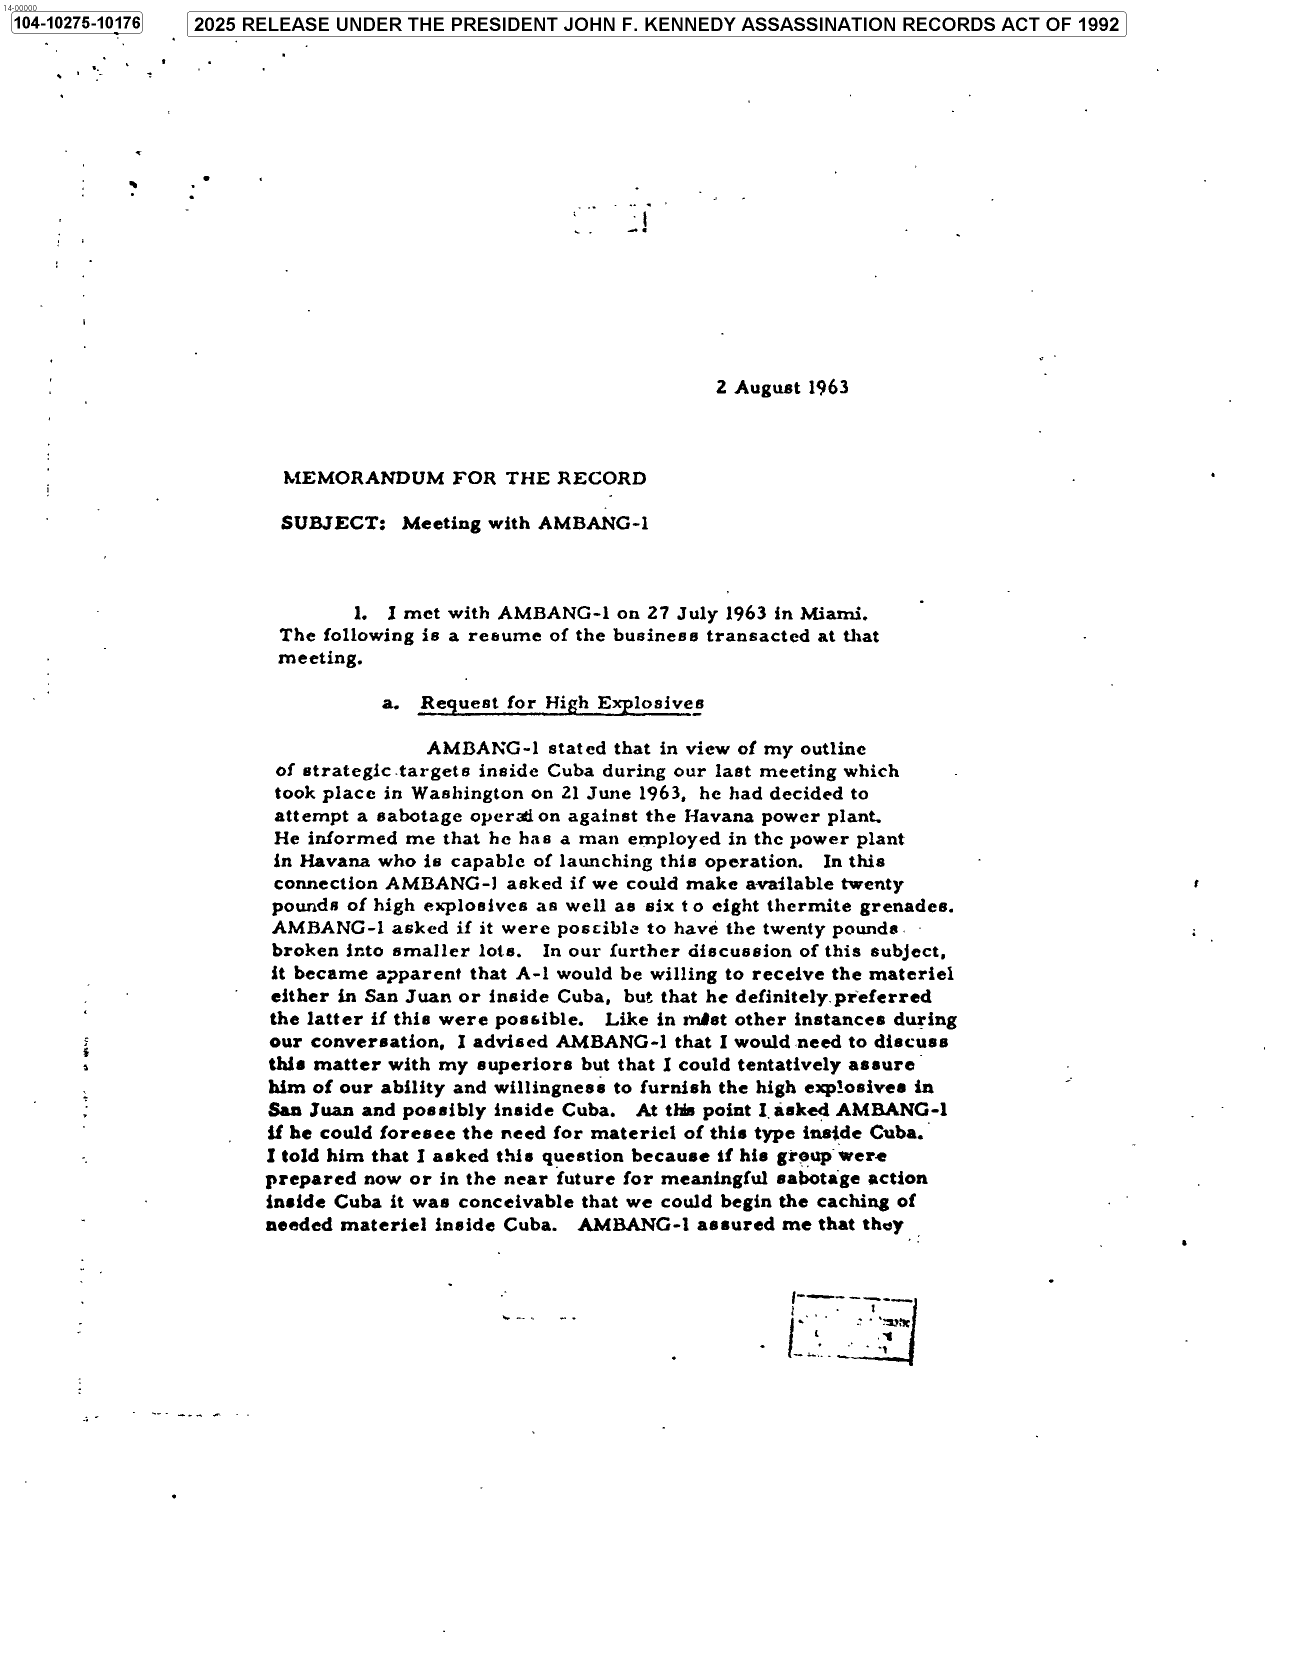 14-00000
104-10275-10176
2025 RELEASE UNDER THE PRESIDENT JOHN F. KENNEDY ASSASSINATION RECORDS ACT OF 1992
2 August 1963
MEMORANDUM FOR THE RECORD
SUBJECT: Meeting with AMBANG-1
1. I met with AMBANG-1 on 27 July 1963 in Miami.
The following is a resume of the business transacted at that
meeting.
a. Request for High Explosives
AMBANG-1 stated that in view of my outline
of strategic targets inside Cuba during our last meeting which
took place in Washington on 21 June 1963, he had decided to
attempt a sabotage operation against the Havana power plant.
He informed me that he has a man employed in the power plant
in Havana who is capable of launching this operation. In this
connection AMBANG-1 asked if we could make available twenty
pounds of high explosives as well as six to eight thermite grenades.
AMBANG-1 asked if it were possible to have the twenty pounds
broken into smaller lots. In our further discussion of this subject,
it became apparent that A-1 would be willing to receive the materiel
either in San Juan or inside Cuba, but that he definitely preferred
the latter if this were possible. Like in most other instances during
our conversation, I advised AMBANG-1 that I would need to discuss
this matter with my superiors but that I could tentatively assure
him of our ability and willingness to furnish the high explosives in
San Juan and possibly inside Cuba. At this point I asked AMBANG-1
if he could foresee the need for materiel of this type inside Cuba.
I told him that I asked this question because if his group were
prepared now or in the near future for meaningful sabotage action
inside Cuba it was conceivable that we could begin the caching of
needed materiel inside Cuba. AMBANG-1 assured me that they